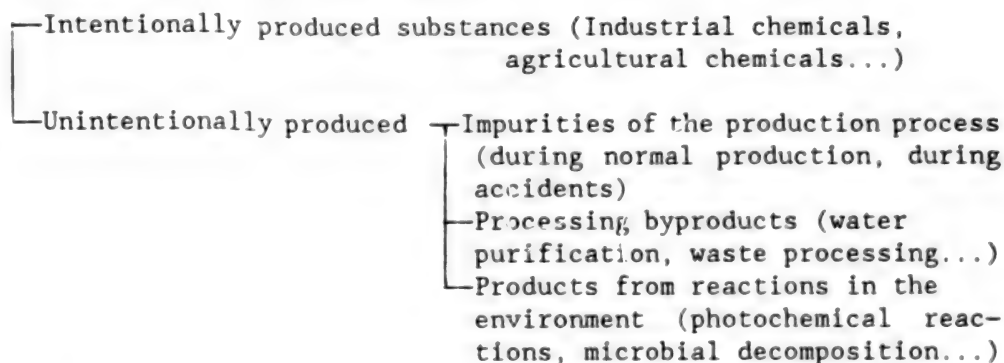 Intentionally produced substances (Industrial chemicals,
agricultural chemicals...)
Unintentionally produced
Impurities of the production process
(during normal production, during
accidents)
Processing byproducts (water
purification, waste processing...)
Products from reactions in the
environment (photochemical reac-
tions, microbial decomposition...)